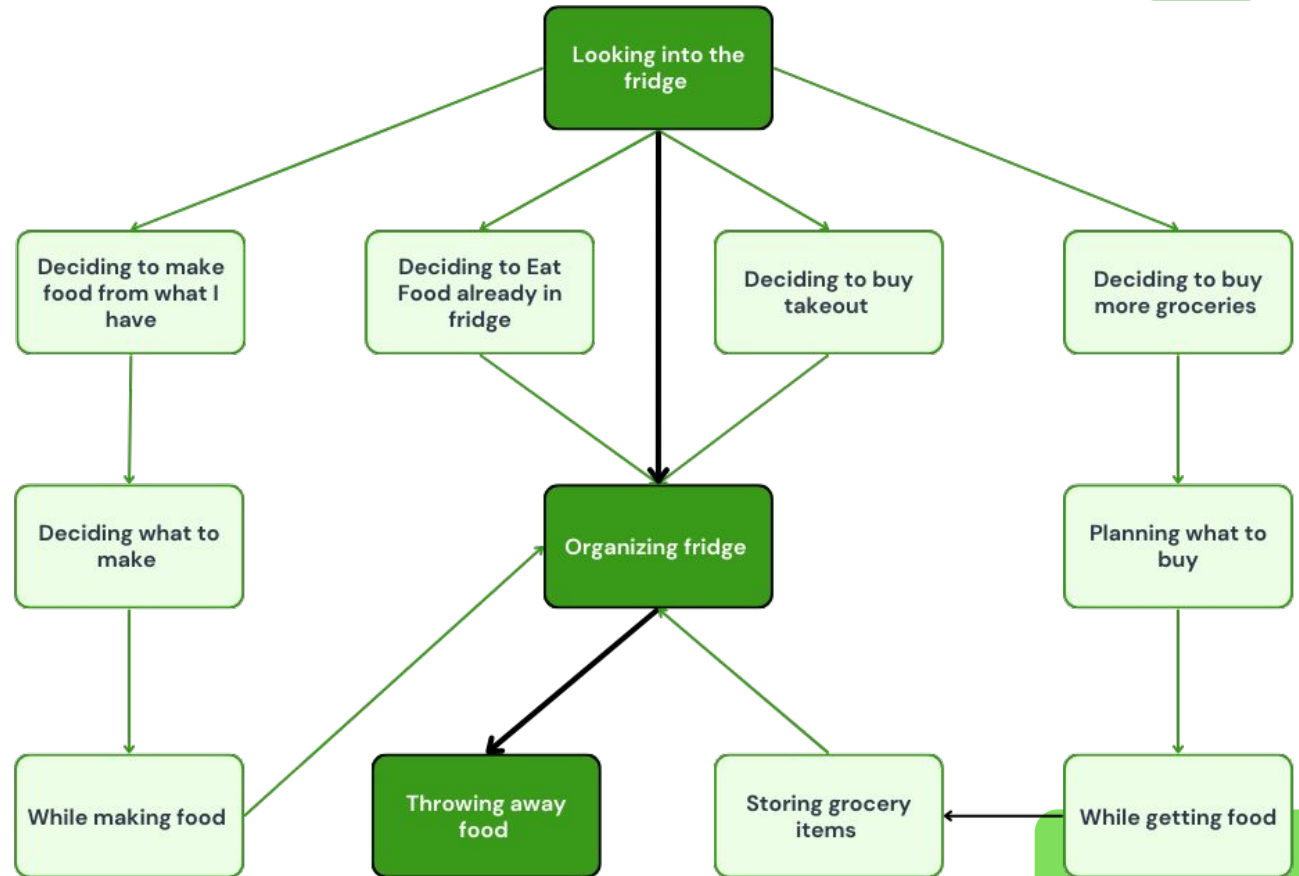 Looking into the
fridge
Deciding to make
food from what I
have
Deciding to Eat
Food already in
fridge
Deciding to buy
takeout
Deciding to buy
more groceries
Deciding what to
make
Organizing fridge
Planning what to
buy
While making food
Throwing away
food
Storing grocery
items
While getting food